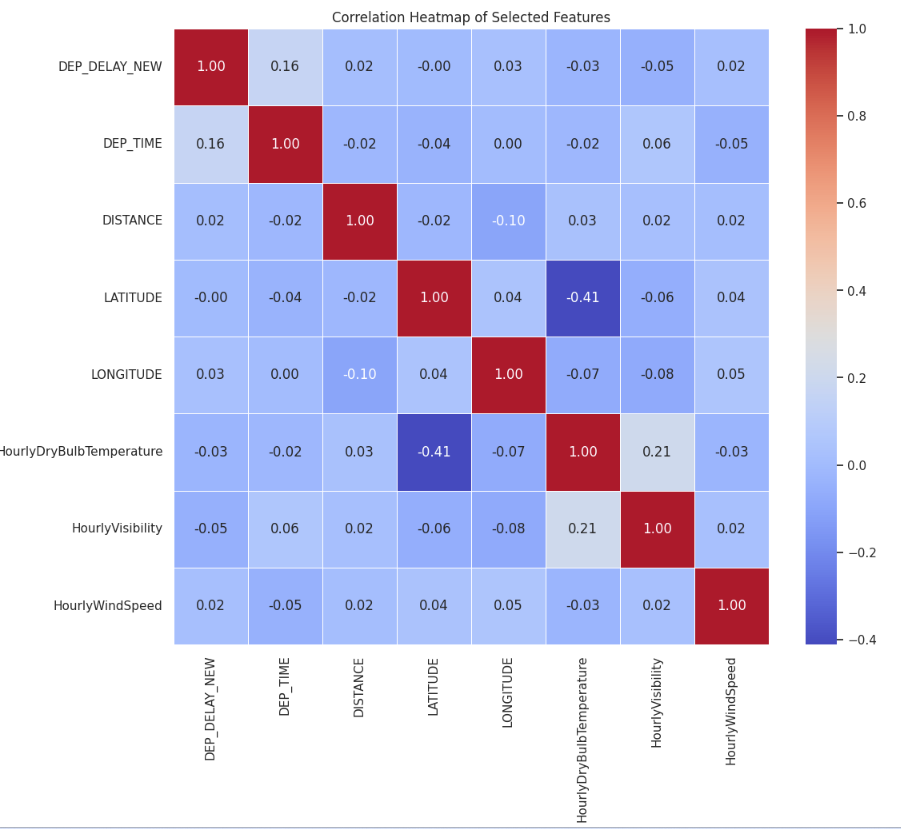 Correlation Heatmap of Selected Features
DEP_DELAY_NEW 1.00 0.16 0.02 -0.00 0.03 -0.03 -0.05 0.02
DEP_TIME 0.16 1.00 -0.02 -0.04 0.00 -0.02 0.06 -0.05
DISTANCE 0.02 -0.02 1.00 -0.02 -0.10 0.03 0.02 0.02
LATITUDE -0.00 -0.04 -0.02 1.00 0.04 -0.41 -0.06 0.04
LONGITUDE 0.03 0.00 -0.10 0.04 1.00 -0.07 -0.08 0.05
HourlyDryBulbTemperature -0.03 -0.02 0.03 -0.41 -0.07 1.00 0.21 -0.03
HourlyVisibility -0.05 0.06 0.02 -0.06 -0.08 0.21 1.00 0.02
HourlyWindSpeed 0.02 -0.05 0.02 0.04 0.05 -0.03 0.02 1.00
DEP_DELAY_NEW
DEP_TIME
DISTANCE
LATITUDE
LONGITUDE
HourlyDryBulbTemperature
HourlyVisibility
HourlyWindSpeed
1.0
0.8
0.6
0.4
0.2
0.0
−0.2
−0.4